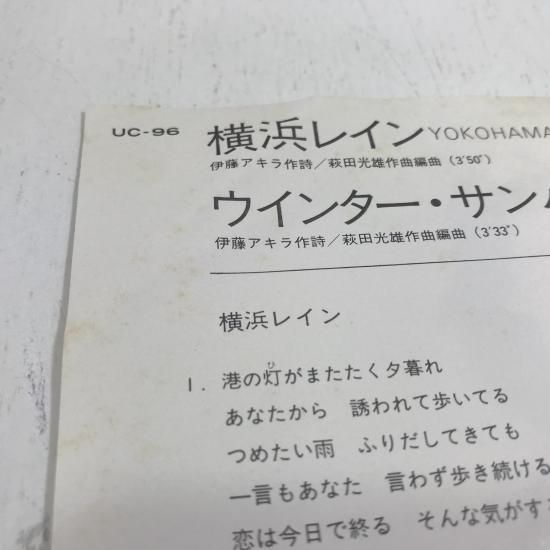 UC-96
横浜レイン YOKOHAMA
伊藤アキラ作詩／萩田光雄作曲編曲（3'50"）
ウインター・サン
伊藤アキラ作詩／萩田光雄作曲編曲（3'33"）
横浜レイン
1. 港の灯がまたたく夕暮れ
あなたから　誘われて歩いてる
つめたい雨　ふりだしてきても
一言もあなた　言わず歩き続ける
恋は今日で終る　そんな気がする